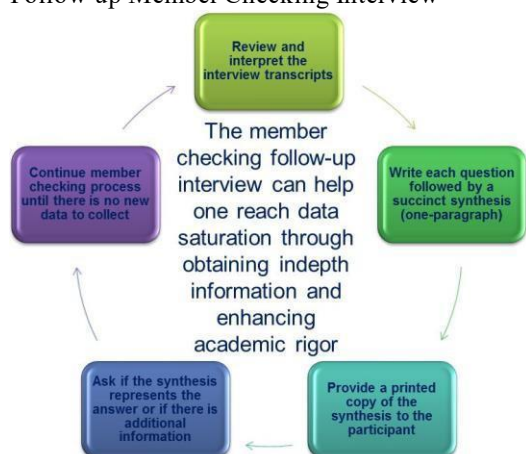 Follow-up Member Checking Interview
Review and
interpret the
interview transcripts
The member
checking follow-up
interview can help
one reach data
saturation through
obtaining indepth
information and
enhancing
academic rigor
Write each question
followed by a
succinct synthesis
(one-paragraph)
Provide a printed
copy of the
synthesis to the
participant
Ask if the synthesis
represents the
answer or if there is
additional
information
Continue member
checking process
until there is no new
data to collect